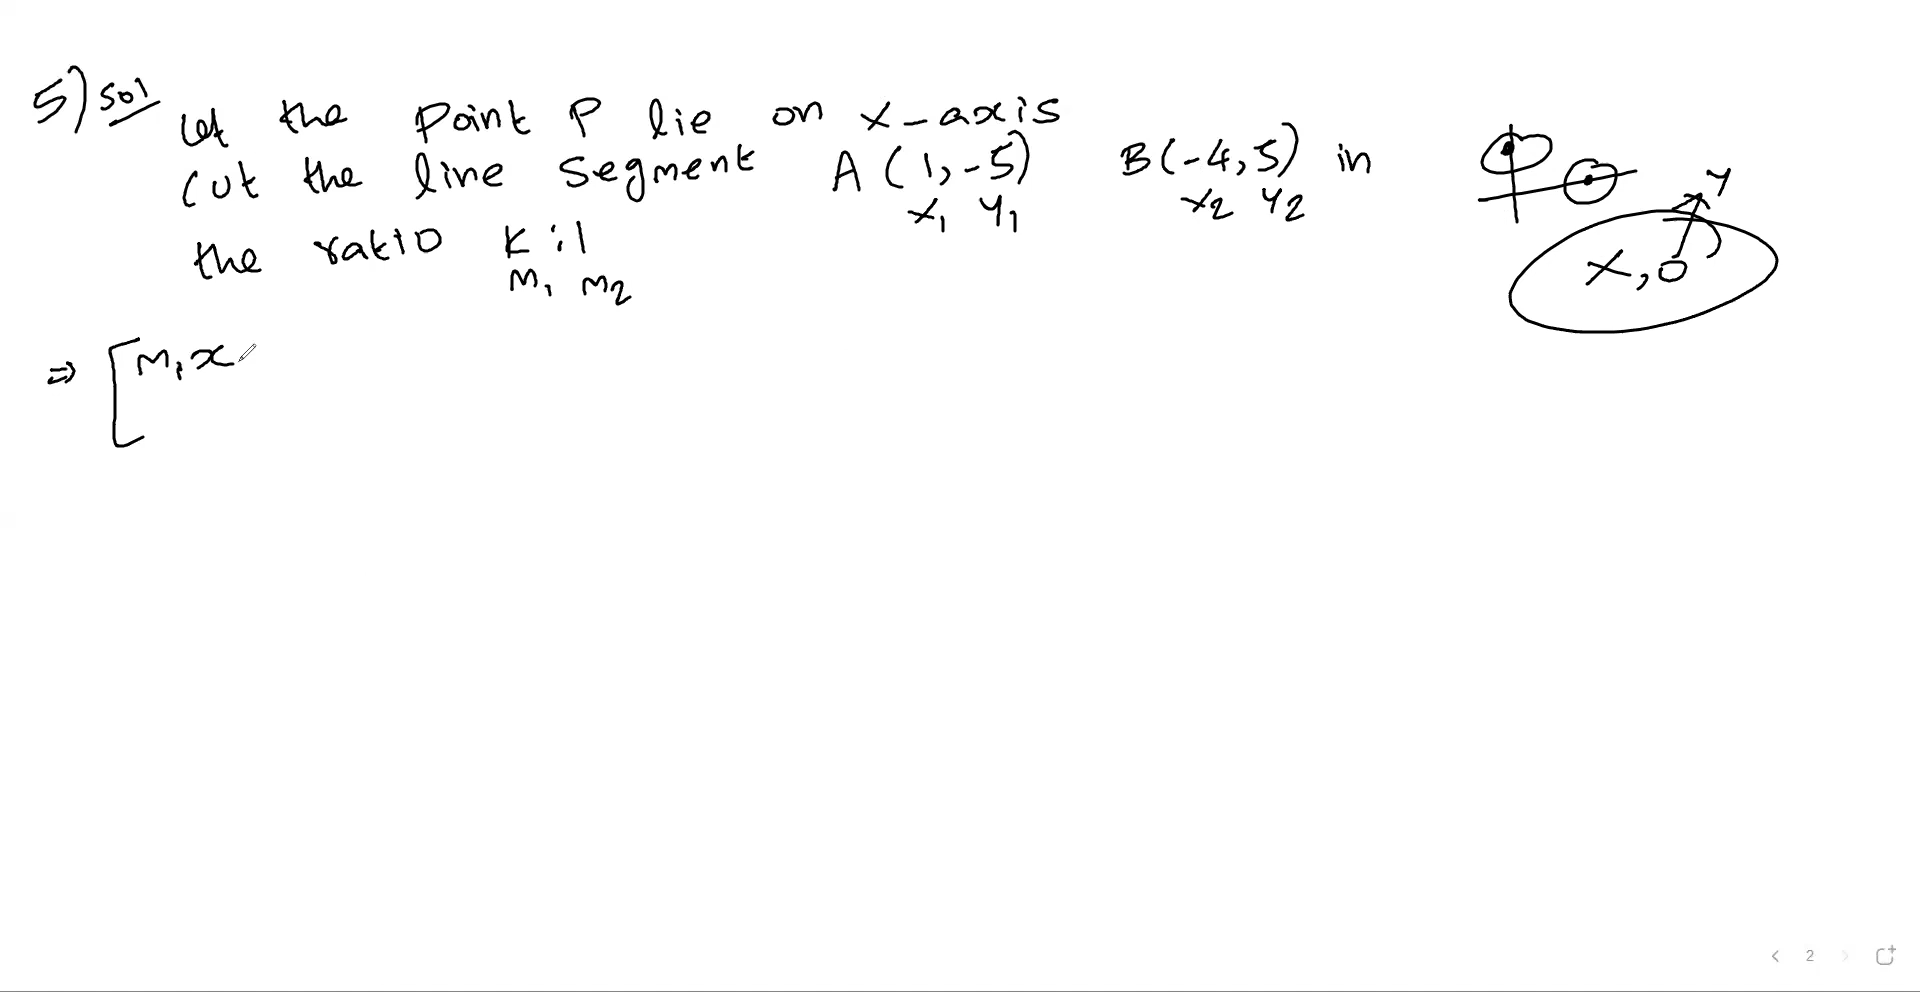 5) Sol
Let the Point P lie on x-axis
cut the line segment A(1,-5) B(-4,5) in
x₁ y₁ x₂ y₂
the ratio K:1
m₁ m₂
y
x,0
⇒ [m₁x
2